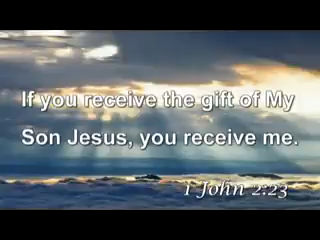 If you receive the gift of My
Son Jesus, you receive me.
1 John 2:23